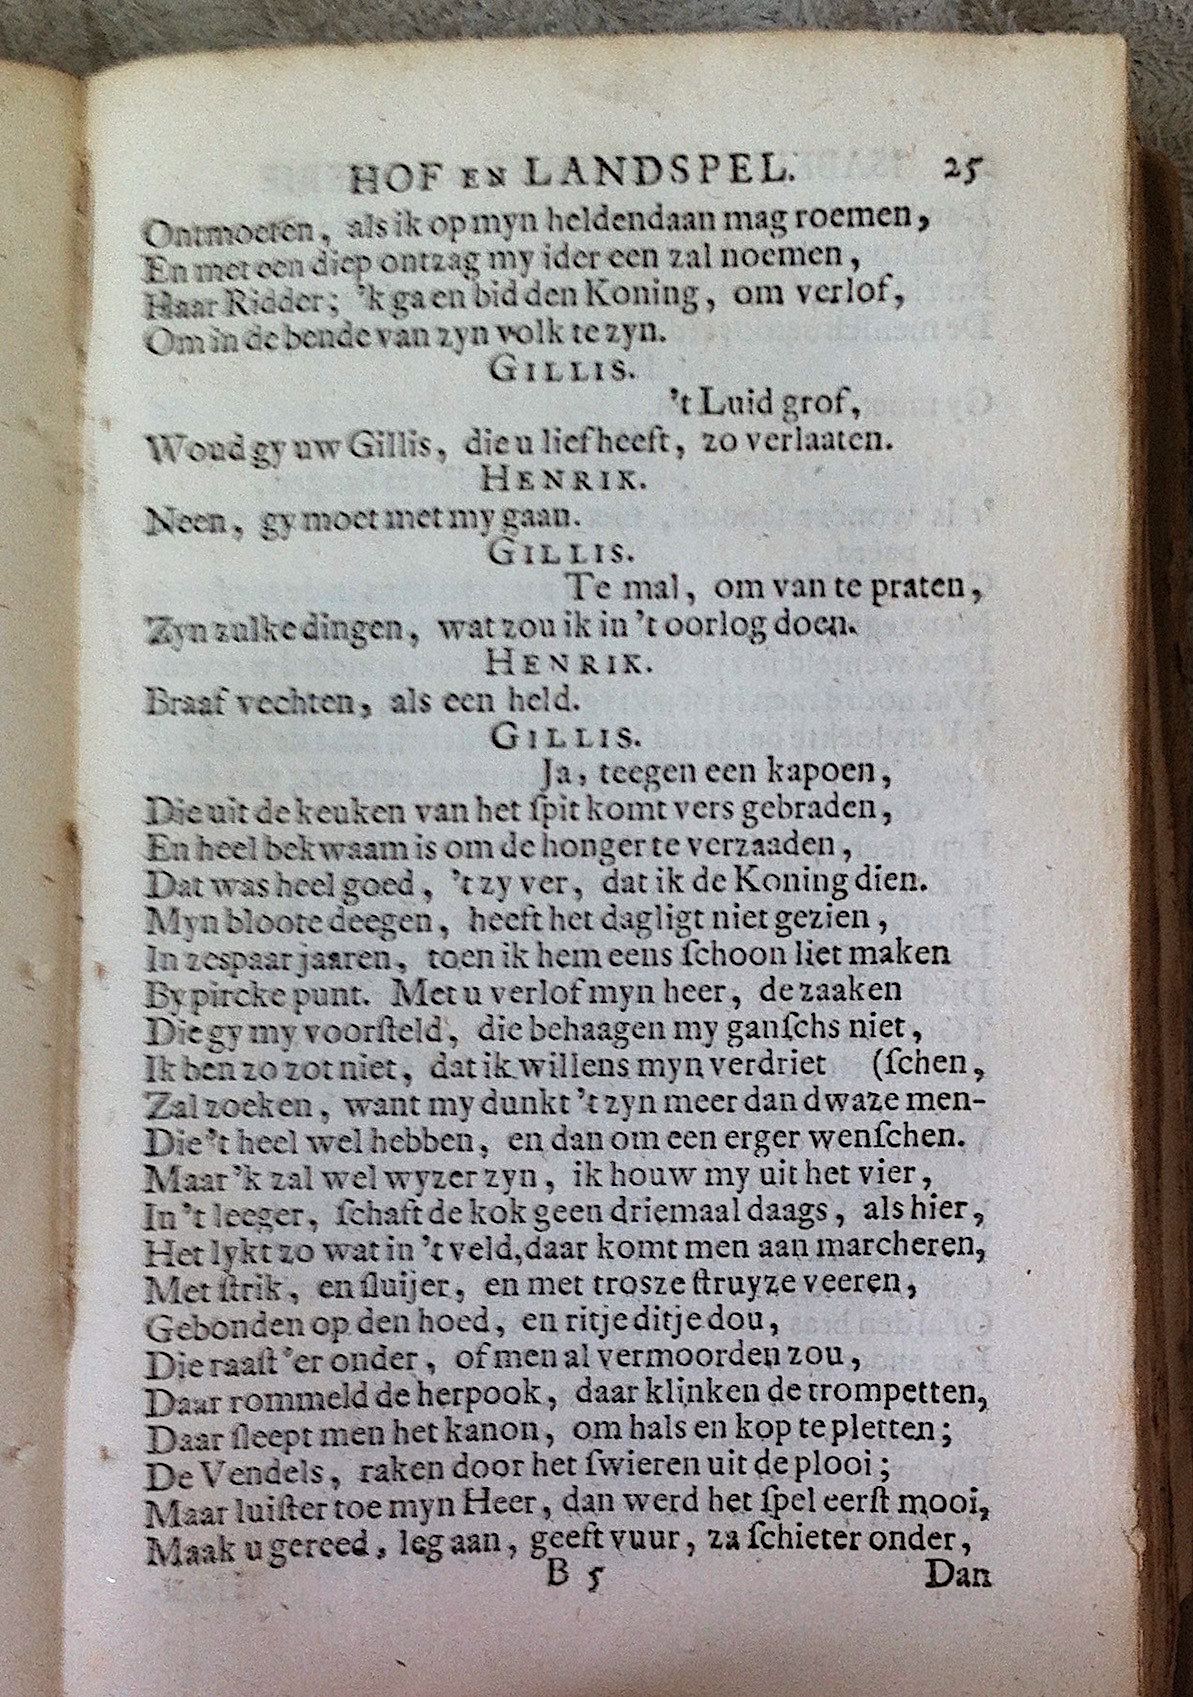 HOF EN LANDSPEL. 25
Ontmoeten, als ik op myn heldendaan mag roemen,
En met een diep ontzag my ider een zal noemen,
Haar Ridder; 'k ga en bid den Koning, om verlof,
Om in de bende van zyn volk te zyn.
GILLIS.
't Luid grof,
Woud gy uw Gillis, die u lief heeft, zo verlaaten.
HENRIK.
Neen, gy moet met my gaan.
GILLIS.
Te mal, om van te praten,
Zyn zulke dingen, wat zou ik in 't oorlog doen.
HENRIK.
Braaf vechten, als een held.
GILLIS.
Ja, teegen een kapoen,
Die uit de keuken van het ſpit komt vers gebraden,
En heel bekwaam is om de honger te verzaaden,
Dat was heel goed, 't zy ver, dat ik de Koning dien.
Myn bloote deegen, heeft het dagligt niet gezien,
In zes paar jaaren, toen ik hem eens ſchoon liet maken
By pircke punt. Met u verlof myn heer, de zaaken
Die gy my voorſteld, die behaagen my ganſchs niet,
Ik ben zo zot niet, dat ik willens myn verdriet (ſchen,
Zal zoeken, want my dunkt 't zyn meer dan dwaze men-
Die 't heel wel hebben, en dan om een erger wenſchen.
Maar 'k zal wel wyzer zyn, ik houw my uit het vier,
In 't leeger, ſchaft de kok geen driemaal daags, als hier,
Het lykt zo wat in 't veld, daar komt men aan marcheren,
Met ſtrik, en ſluijer, en met trosze ſtruyze veeren,
Gebonden op den hoed, en ritje ditje dou,
Die raaſt 'er onder, of men al vermoorden zou,
Daar rommeld de herpook, daar klinken de trompetten,
Daar ſleept men het kanon, om hals en kop te pletten;
De Vendels, raken door het ſwieren uit de plooi;
Maar luiſter toe myn Heer, dan werd het ſpel eerſt mooi,
Maak u gereed, leg aan, geeft vuur, za ſchieter onder,
B 5 Dan